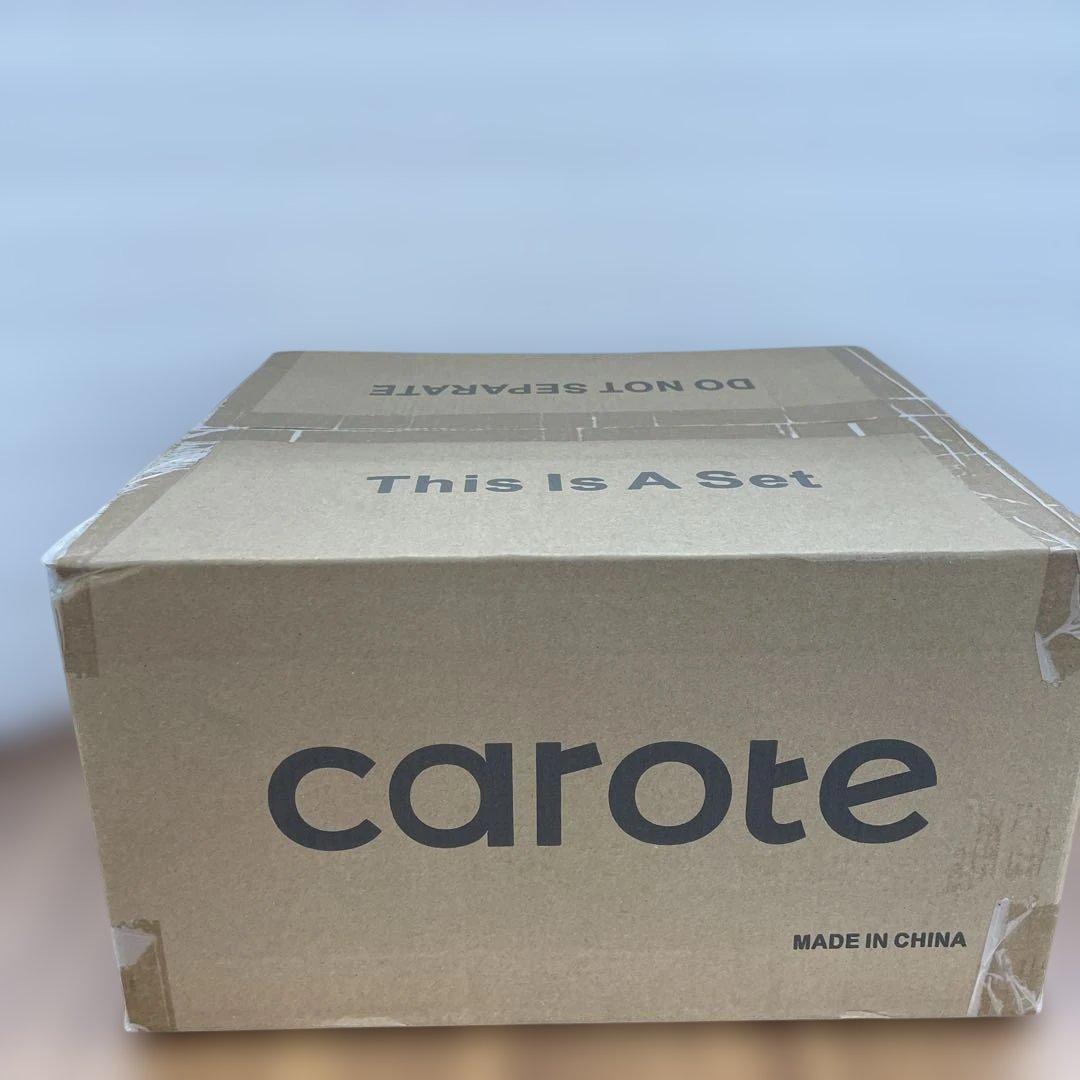 DO NOT SEPARATE
This Is A Set
carote
MADE IN CHINA